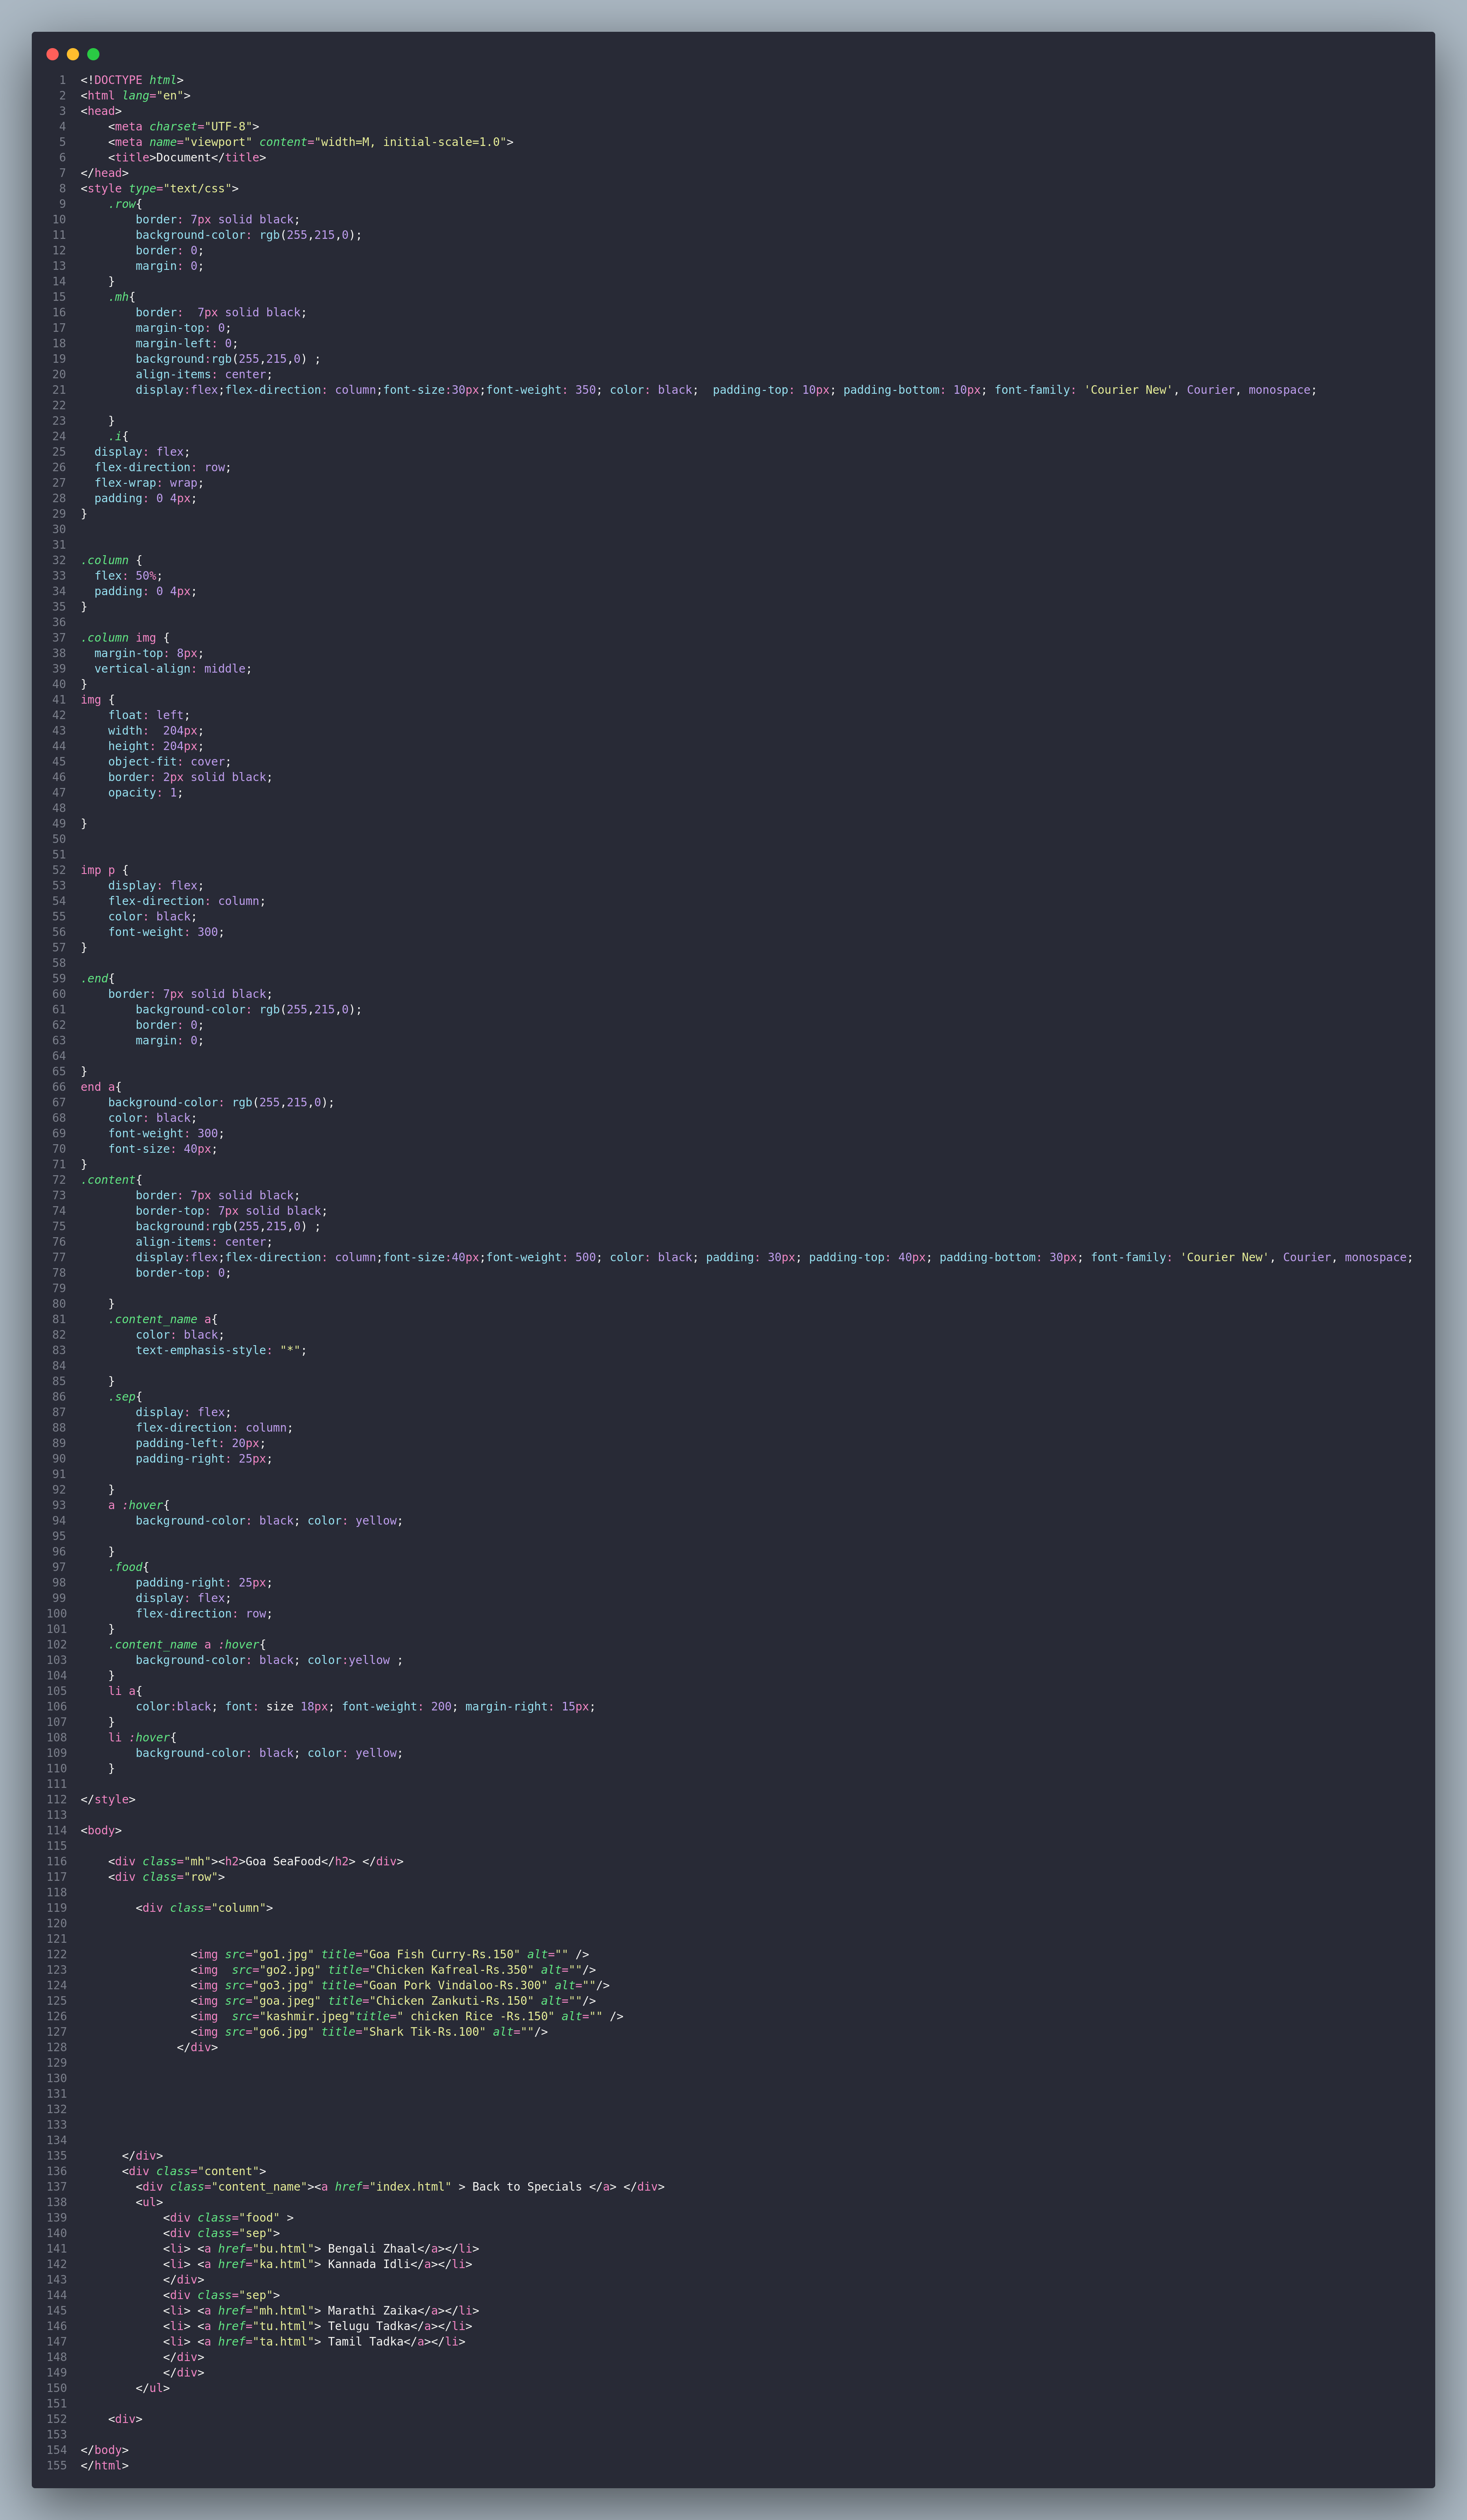 1 <!DOCTYPE html>
2 <html lang="en">
3 <head>
4     <meta charset="UTF-8">
5     <meta name="viewport" content="width=M, initial-scale=1.0">
6     <title>Document</title>
7 </head>
8 <style type="text/css">
9     .row{
10         border: 7px solid black;
11         background-color: rgb(255,215,0);
12         border: 0;
13         margin: 0;
14     }
15     .mh{
16         border:  7px solid black;
17         margin-top: 0;
18         margin-left: 0;
19         background:rgb(255,215,0) ;
20         align-items: center;
21         display:flex;flex-direction: column;font-size:30px;font-weight: 350; color: black;  padding-top: 10px; padding-bottom: 10px; font-family: 'Courier New', Courier, monospace;
22
23     }
24     .i{
25   display: flex;
26   flex-direction: row;
27   flex-wrap: wrap;
28   padding: 0 4px;
29 }
30
31
32 .column {
33   flex: 50%;
34   padding: 0 4px;
35 }
36
37 .column img {
38   margin-top: 8px;
39   vertical-align: middle;
40 }
41 img {
42     float: left;
43     width:  204px;
44     height: 204px;
45     object-fit: cover;
46     border: 2px solid black;
47     opacity: 1;
48
49 }
50
51
52 imp p {
53     display: flex;
54     flex-direction: column;
55     color: black;
56     font-weight: 300;
57 }
58
59 .end{
60     border: 7px solid black;
61         background-color: rgb(255,215,0);
62         border: 0;
63         margin: 0;
64
65 }
66 end a{
67     background-color: rgb(255,215,0);
68     color: black;
69     font-weight: 300;
70     font-size: 40px;
71 }
72 .content{
73         border: 7px solid black;
74         border-top: 7px solid black;
75         background:rgb(255,215,0) ;
76         align-items: center;
77         display:flex;flex-direction: column;font-size:40px;font-weight: 500; color: black; padding: 30px; padding-top: 40px; padding-bottom: 30px; font-family: 'Courier New', Courier, monospace;
78         border-top: 0;
79
80     }
81     .content_name a{
82         color: black;
83         text-emphasis-style: "*";
84
85     }
86     .sep{
87         display: flex;
88         flex-direction: column;
89         padding-left: 20px;
90         padding-right: 25px;
91
92     }
93     a :hover{
94         background-color: black; color: yellow;
95
96     }
97     .food{
98         padding-right: 25px;
99         display: flex;
100         flex-direction: row;
101     }
102     .content_name a :hover{
103         background-color: black; color:yellow ;
104     }
105     li a{
106         color:black; font: size 18px; font-weight: 200; margin-right: 15px;
107     }
108     li :hover{
109         background-color: black; color: yellow;
110     }
111
112 </style>
113
114 <body>
115
116     <div class="mh"><h2>Goa SeaFood</h2> </div>
117     <div class="row">
118
119         <div class="column">
120
121
122                 <img src="go1.jpg" title="Goa Fish Curry-Rs.150" alt="" />
123                 <img  src="go2.jpg" title="Chicken Kafreal-Rs.350" alt=""/>
124                 <img src="go3.jpg" title="Goan Pork Vindaloo-Rs.300" alt=""/>
125                 <img src="goa.jpeg" title="Chicken Zankuti-Rs.150" alt=""/>
126                 <img  src="kashmir.jpeg"title=" chicken Rice -Rs.150" alt="" />
127                 <img src="go6.jpg" title="Shark Tik-Rs.100" alt=""/>
128               </div>
129
130
131
132
133
134
135       </div>
136       <div class="content">
137         <div class="content_name"><a href="index.html" > Back to Specials </a> </div>
138         <ul>
139             <div class="food" >
140             <div class="sep">
141             <li> <a href="bu.html"> Bengali Zhaal</a></li>
142             <li> <a href="ka.html"> Kannada Idli</a></li>
143             </div>
144             <div class="sep">
145             <li> <a href="mh.html"> Marathi Zaika</a></li>
146             <li> <a href="tu.html"> Telugu Tadka</a></li>
147             <li> <a href="ta.html"> Tamil Tadka</a></li>
148             </div>
149             </div>
150         </ul>
151
152     <div>
153
154 </body>
155 </html>